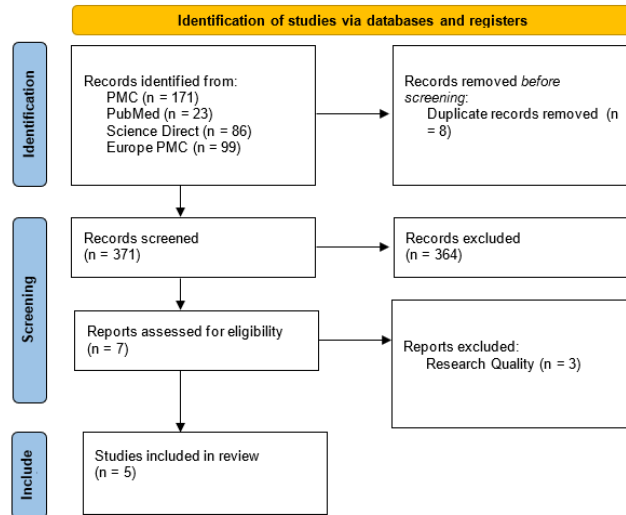 Identification of studies via databases and registers
Identification
Records identified from:
PMC (n = 171)
PubMed (n = 23)
Science Direct (n = 86)
Europe PMC (n = 99)
Records removed before
screening:
Duplicate records removed (n
= 8)
Screening
Records screened
(n = 371)
Records excluded
(n = 364)
Reports assessed for eligibility
(n = 7)
Reports excluded:
Research Quality (n = 3)
Include
Studies included in review
(n = 5)